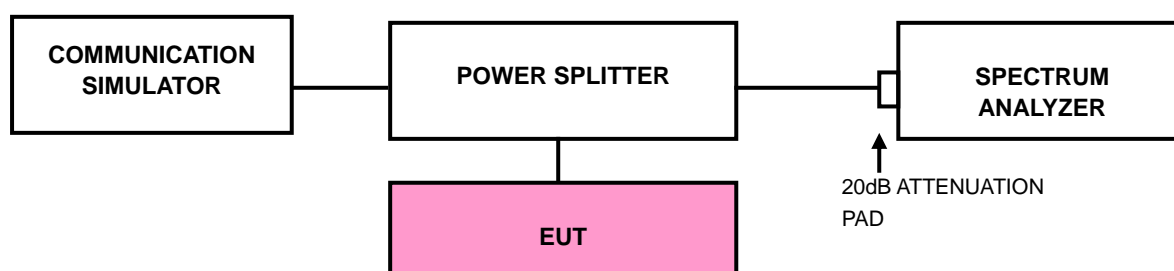 COMMUNICATION
SIMULATOR
POWER SPLITTER
SPECTRUM
ANALYZER
20dB ATTENUATION
PAD
EUT